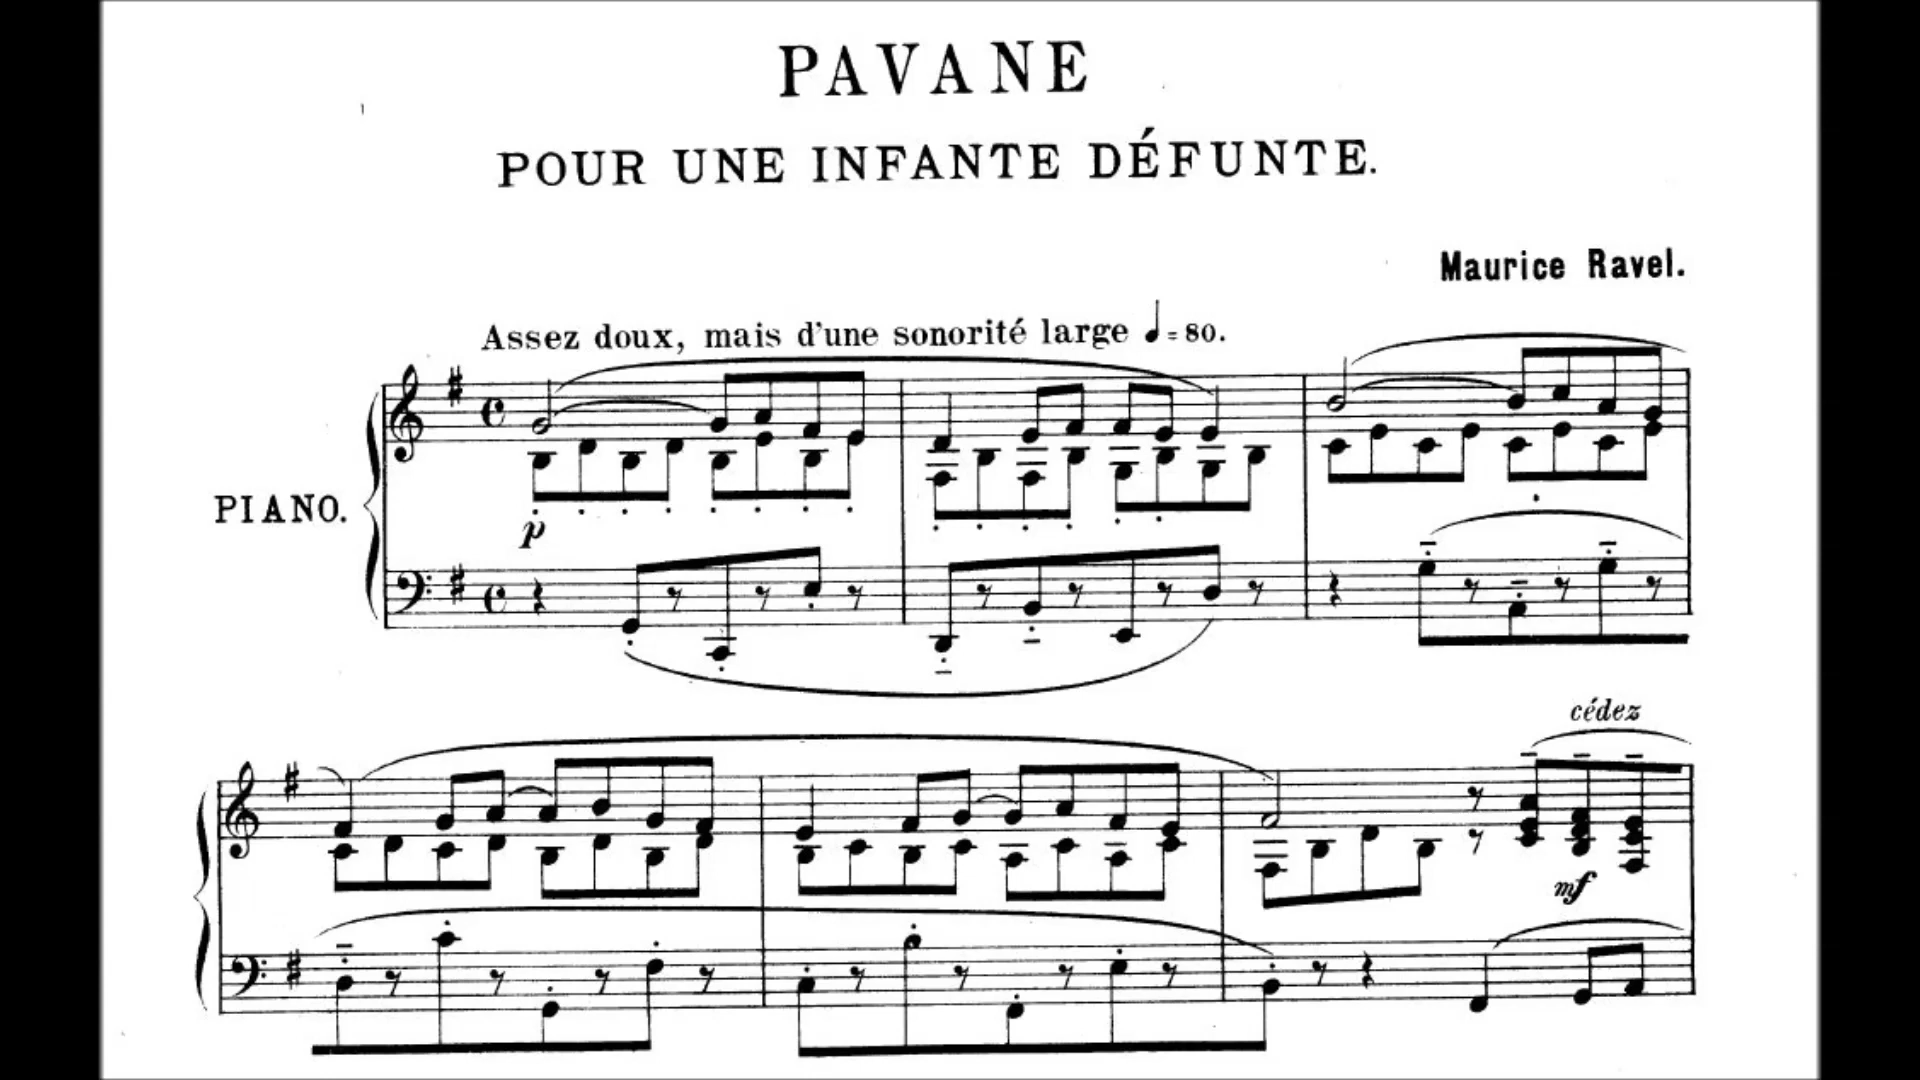 PAVANE
POUR UNE INFANTE DÉFUNTE.
Maurice Ravel.
Assez doux, mais d'une sonorité large ♩=80.
PIANO.
p
cédez
mf